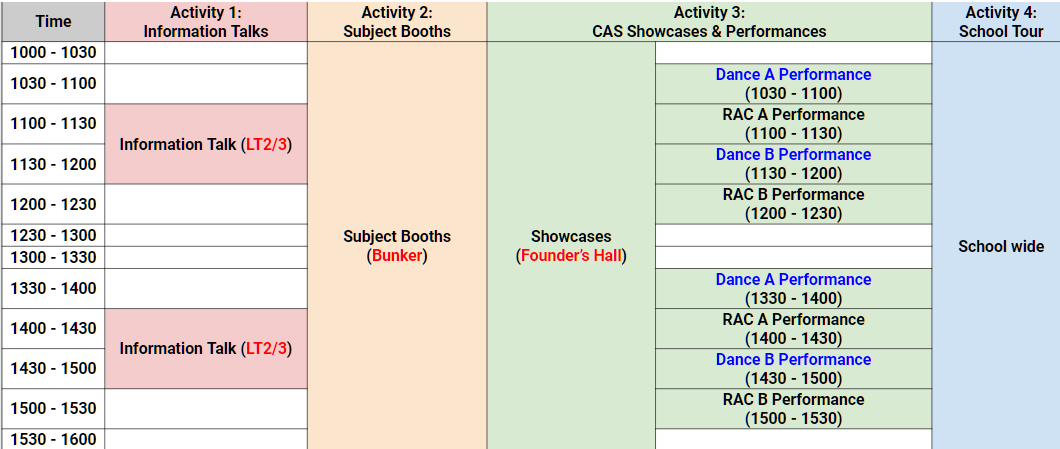 Time
Activity 1:
Information Talks
Activity 2:
Subject Booths
Activity 3:
CAS Showcases & Performances
Activity 4:
School Tour
1000 - 1030
1030 - 1100
Dance A Performance
(1030 - 1100)
1100 - 1130
RAC A Performance
(1100 - 1130)
Information Talk (LT2/3)
1130 - 1200
Dance B Performance
(1130 - 1200)
1200 - 1230
RAC B Performance
(1200 - 1230)
1230 - 1300
Subject Booths
(Bunker)
Showcases
(Founder's Hall)
School wide
1300 - 1330
1330 - 1400
Dance A Performance
(1330 - 1400)
1400 - 1430
RAC A Performance
(1400 - 1430)
Information Talk (LT2/3)
1430 - 1500
Dance B Performance
(1430 - 1500)
1500 - 1530
RAC B Performance
(1500 - 1530)
1530 - 1600